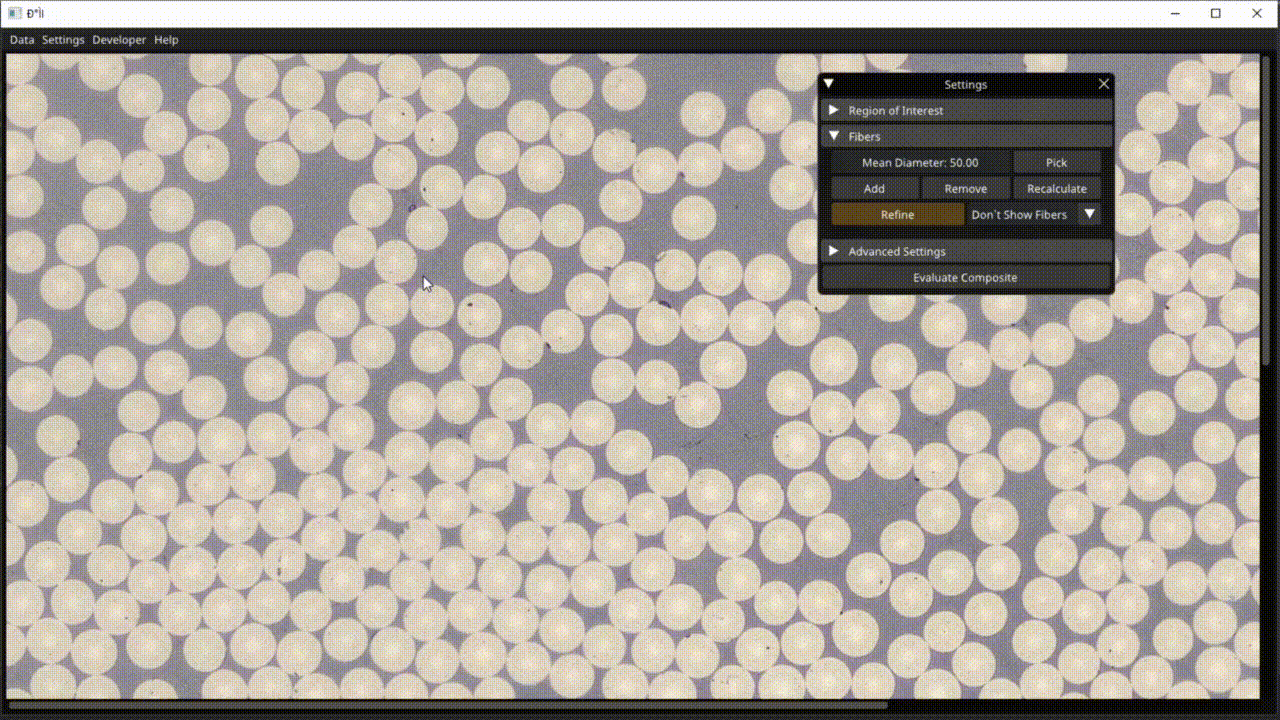 Data Settings Developer Help
Settings
Region of Interest
Fibers
Mean Diameter: 50.00 Pick
Add Remove Recalculate
Refine Don`t Show Fibers
Advanced Settings
Evaluate Composite